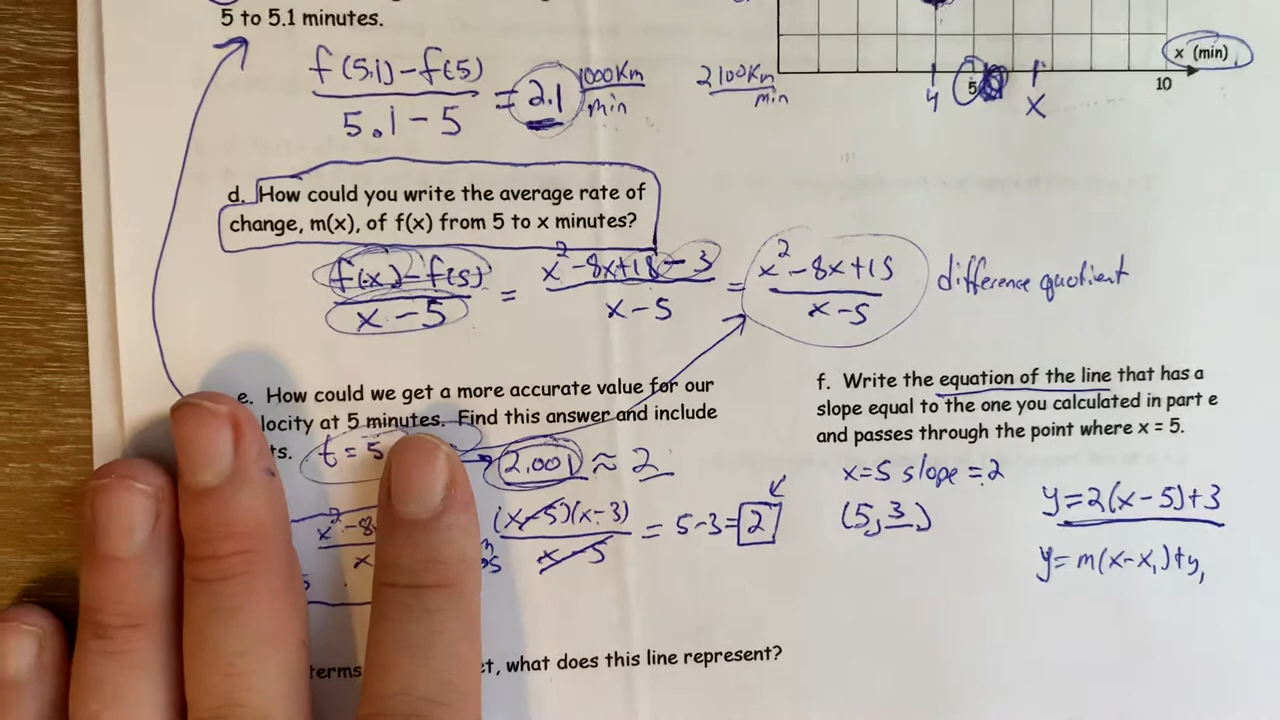 5 to 5.1 minutes.
x (min)
4 5 x 10
f(5.1)-f(5) / 5.1-5 = 2.1 1000Km/min 2100Km/min
d. How could you write the average rate of
change, m(x), of f(x) from 5 to x minutes?
f(x)-f(5) / x-5 = x²-8x+18-3 / x-5 = x²-8x+15 / x-5 difference quotient
e. How could we get a more accurate value for our
locity at 5 minutes. Find this answer and include
ts. t=5 2.001 ≈ 2
x²-8 / x (x-5)(x-3) / x-5 = 5-3=2
f. Write the equation of the line that has a
slope equal to the one you calculated in part e
and passes through the point where x = 5.
x=5 slope=2
(5,3)
y=2(x-5)+3
y=m(x-x₁)+y₁
terms et, what does this line represent?